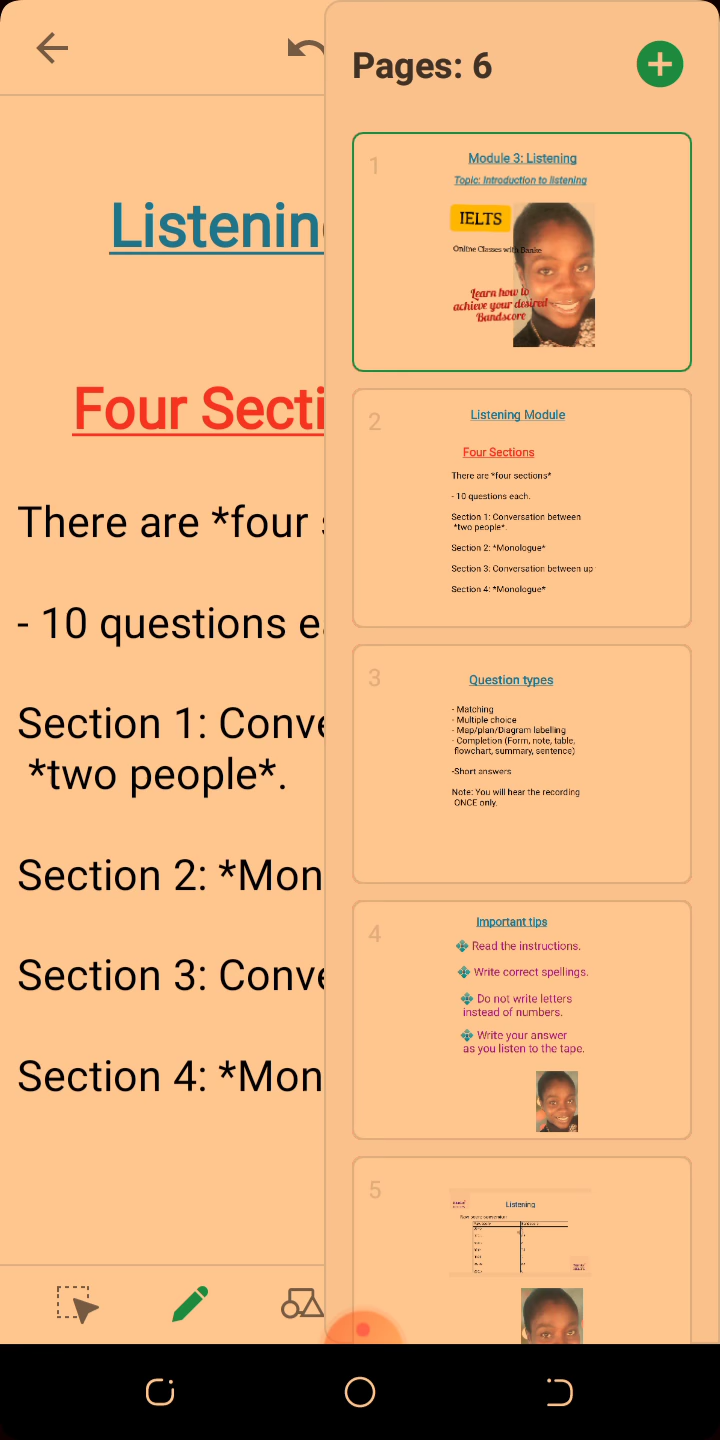 Pages: 6
Listenin
Four Secti
There are *four
- 10 questions e
Section 1: Conve
*two people*.
Section 2: *Mon
Section 3: Conve
Section 4: *Mon
1
Module 3: Listening
Topic: Introduction to listening
IELTS
Online Classes with Banke
Learn how to
achieve your desired
Bandscore
2
Listening Module
Four Sections
There are *four sections*
- 10 questions each.
Section 1: Conversation between
*two people*.
Section 2: *Monologue*
Section 3: Conversation between up
Section 4: *Monologue*
3
Question types
- Matching
- Multiple choice
- Map/plan/Diagram labelling
- Completion (Form, note, table,
flowchart, summary, sentence)
-Short answers
Note: You will hear the recording
ONCE only.
4
Important tips
Read the instructions.
Write correct spellings.
Do not write letters
instead of numbers.
Write your answer
as you listen to the tape.
5
Listening